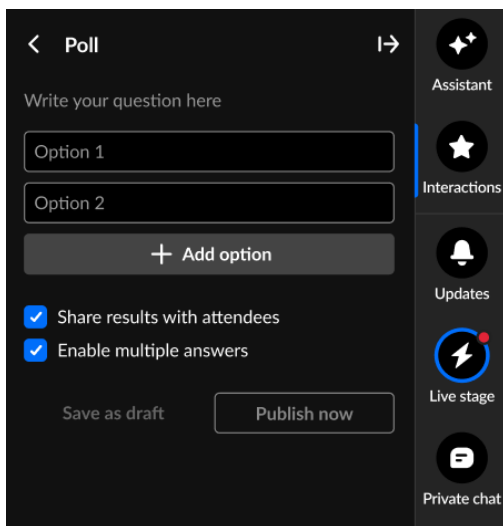 Poll
Write your question here
Option 1
Option 2
Add option
Share results with attendees
Enable multiple answers
Save as draft
Publish now
Assistant
Interactions
Updates
Live stage
Private chat